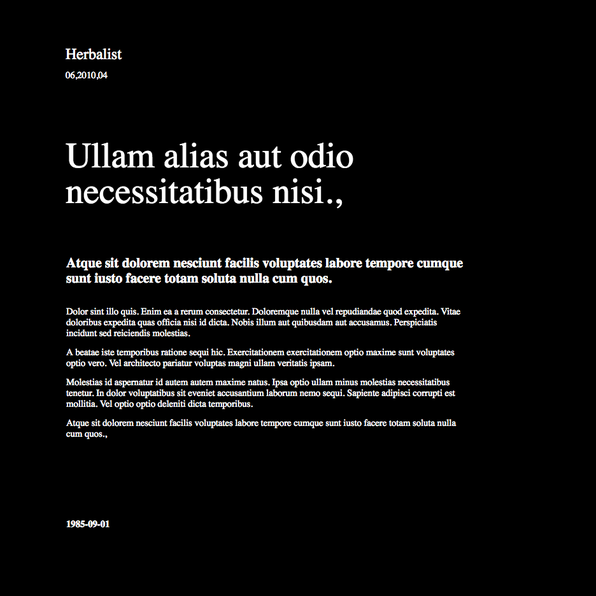 Herbalist
06,2010,04
Ullam alias aut odio
necessitatibus nisi.,
Atque sit dolorem nesciunt facilis voluptates labore tempore cumque
sunt iusto facere totam soluta nulla cum quos.
Dolor sint illo quis. Enim ea a rerum consectetur. Doloremque nulla vel repudiandae quod expedita. Vitae
doloribus expedita quas officia nisi id dicta. Nobis illum aut quibusdam aut accusamus. Perspiciatis
incidunt sed reiciendis molestias.
A beatae iste temporibus ratione sequi hic. Exercitationem exercitationem optio maxime sunt voluptates
optio vero. Vel architecto pariatur voluptas magni ullam veritatis ipsam.
Molestias id aspernatur id autem autem maxime natus. Ipsa optio ullam minus molestias necessitatibus
tenetur. In dolor voluptatibus sit eveniet accusantium laborum nemo sequi. Sapiente adipisci corrupti est
mollitia. Vel optio optio deleniti dicta temporibus.
Atque sit dolorem nesciunt facilis voluptates labore tempore cumque sunt iusto facere totam soluta nulla
cum quos.,
1985-09-01